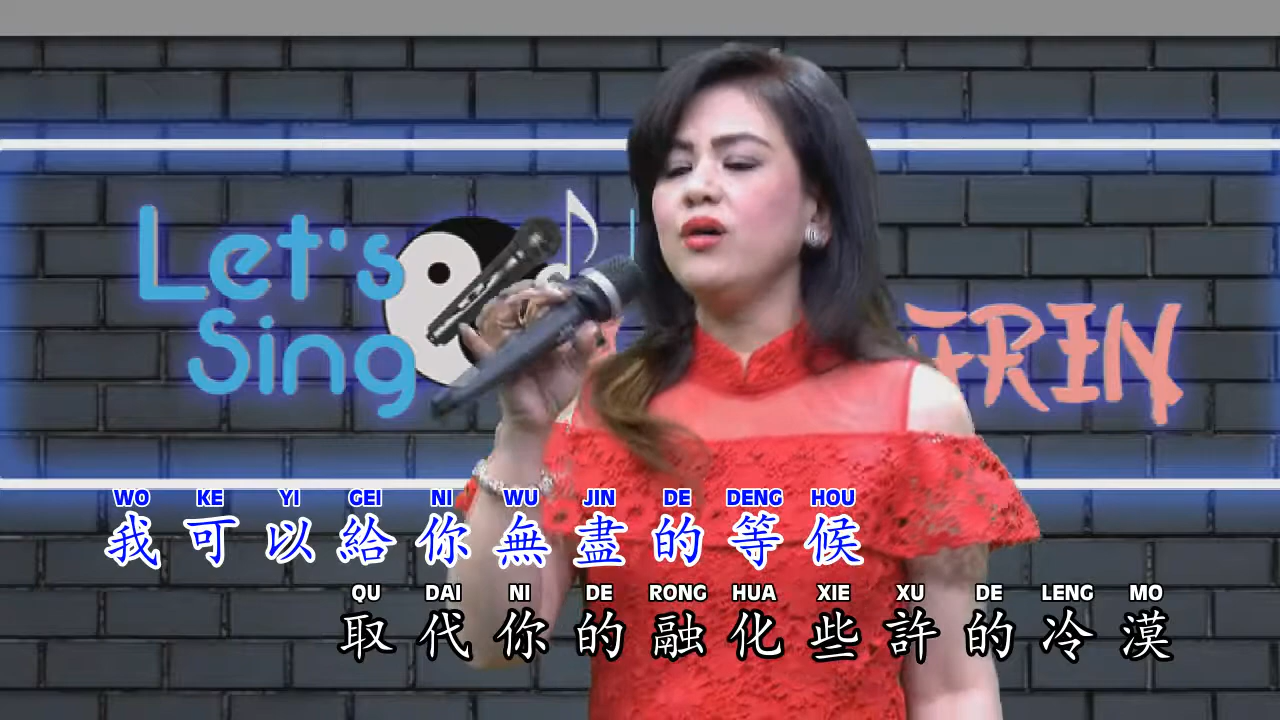 Let's
Sing
ERIN
WO KE YI GEI NI WU JIN DE DENG HOU
我可以給你無盡的等候
QU DAI NI DE RONG HUA XIE XU DE LENG MO
取代你的融化些許的冷漠